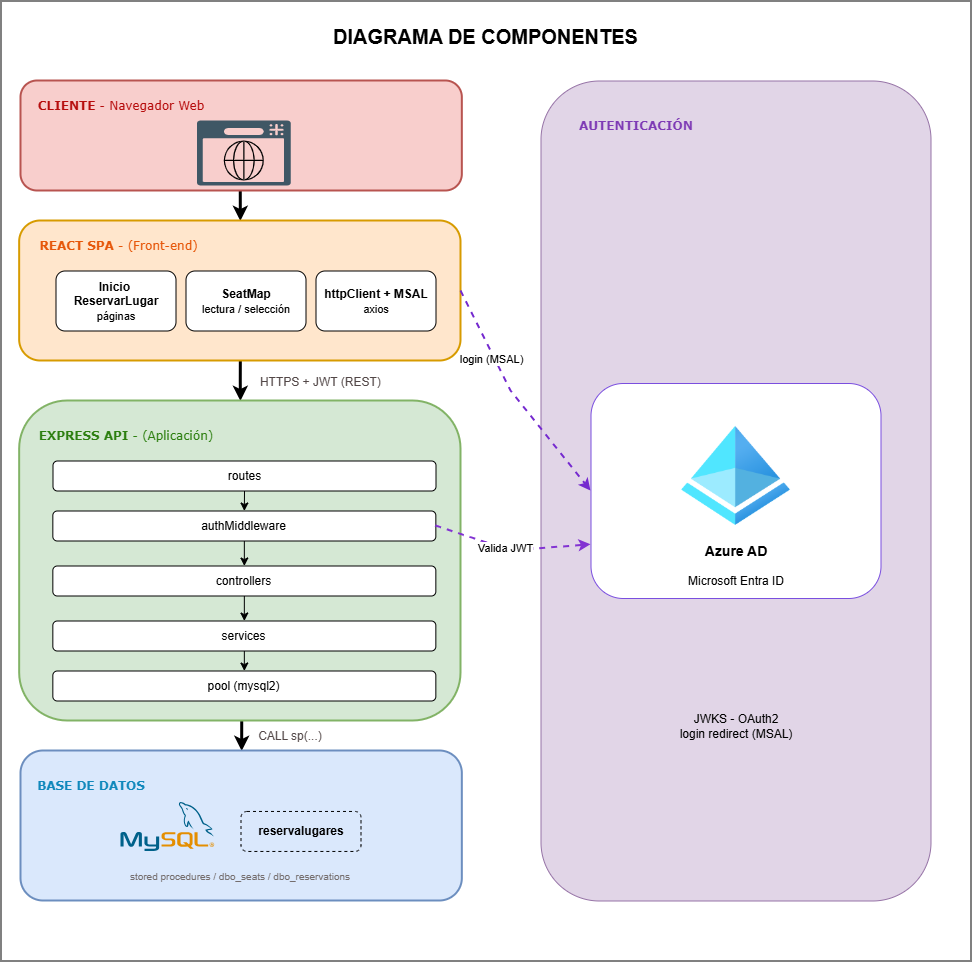 DIAGRAMA DE COMPONENTES
CLIENTE - Navegador Web
REACT SPA - (Front-end)
Inicio
ReservarLugar
páginas
SeatMap
lectura / selección
httpClient + MSAL
axios
login (MSAL)
HTTPS + JWT (REST)
EXPRESS API - (Aplicación)
routes
authMiddleware
Valida JWT
controllers
services
pool (mysql2)
CALL sp(...)
BASE DE DATOS
MySQL®
reservalugares
stored procedures / dbo_seats / dbo_reservations
AUTENTICACIÓN
Azure AD
Microsoft Entra ID
JWKS - OAuth2
login redirect (MSAL)